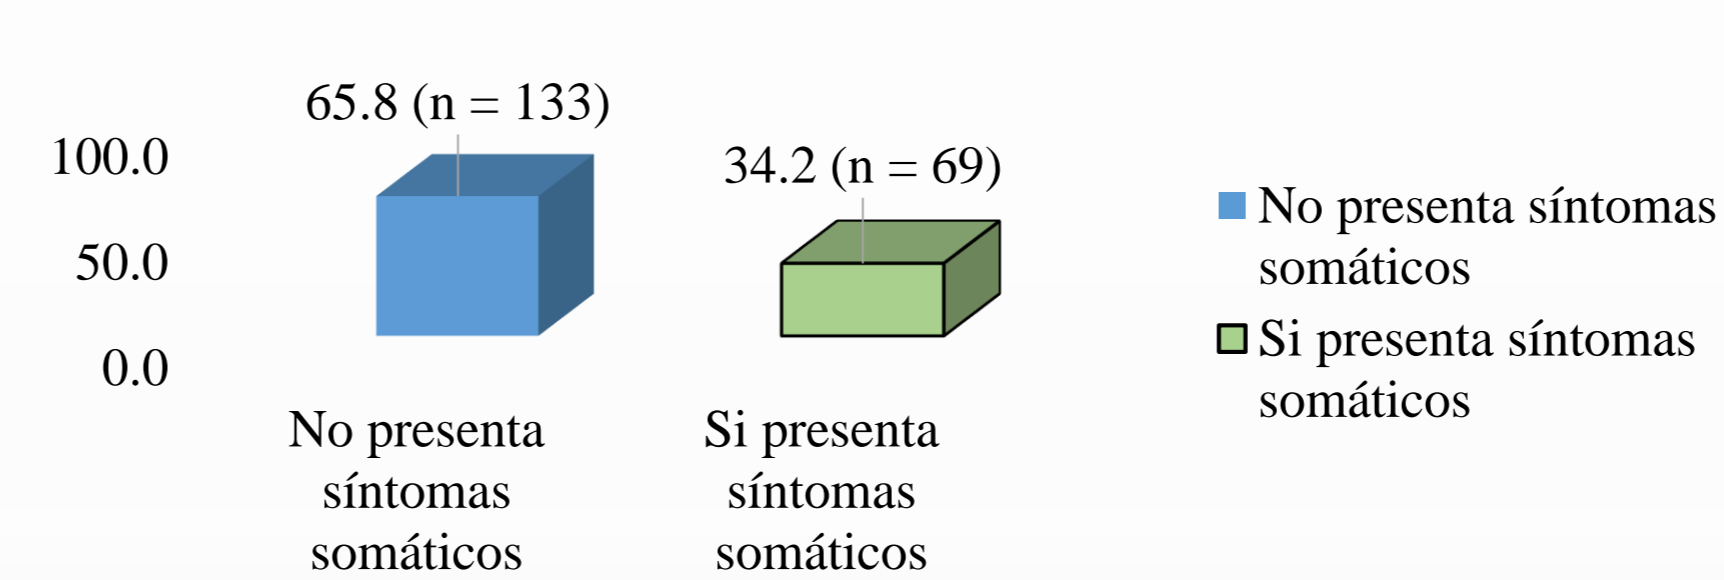 65.8 (n = 133)
34.2 (n = 69)
100.0
50.0
0.0
No presenta
síntomas
somáticos
Si presenta
síntomas
somáticos
No presenta síntomas
somáticos
Si presenta síntomas
somáticos